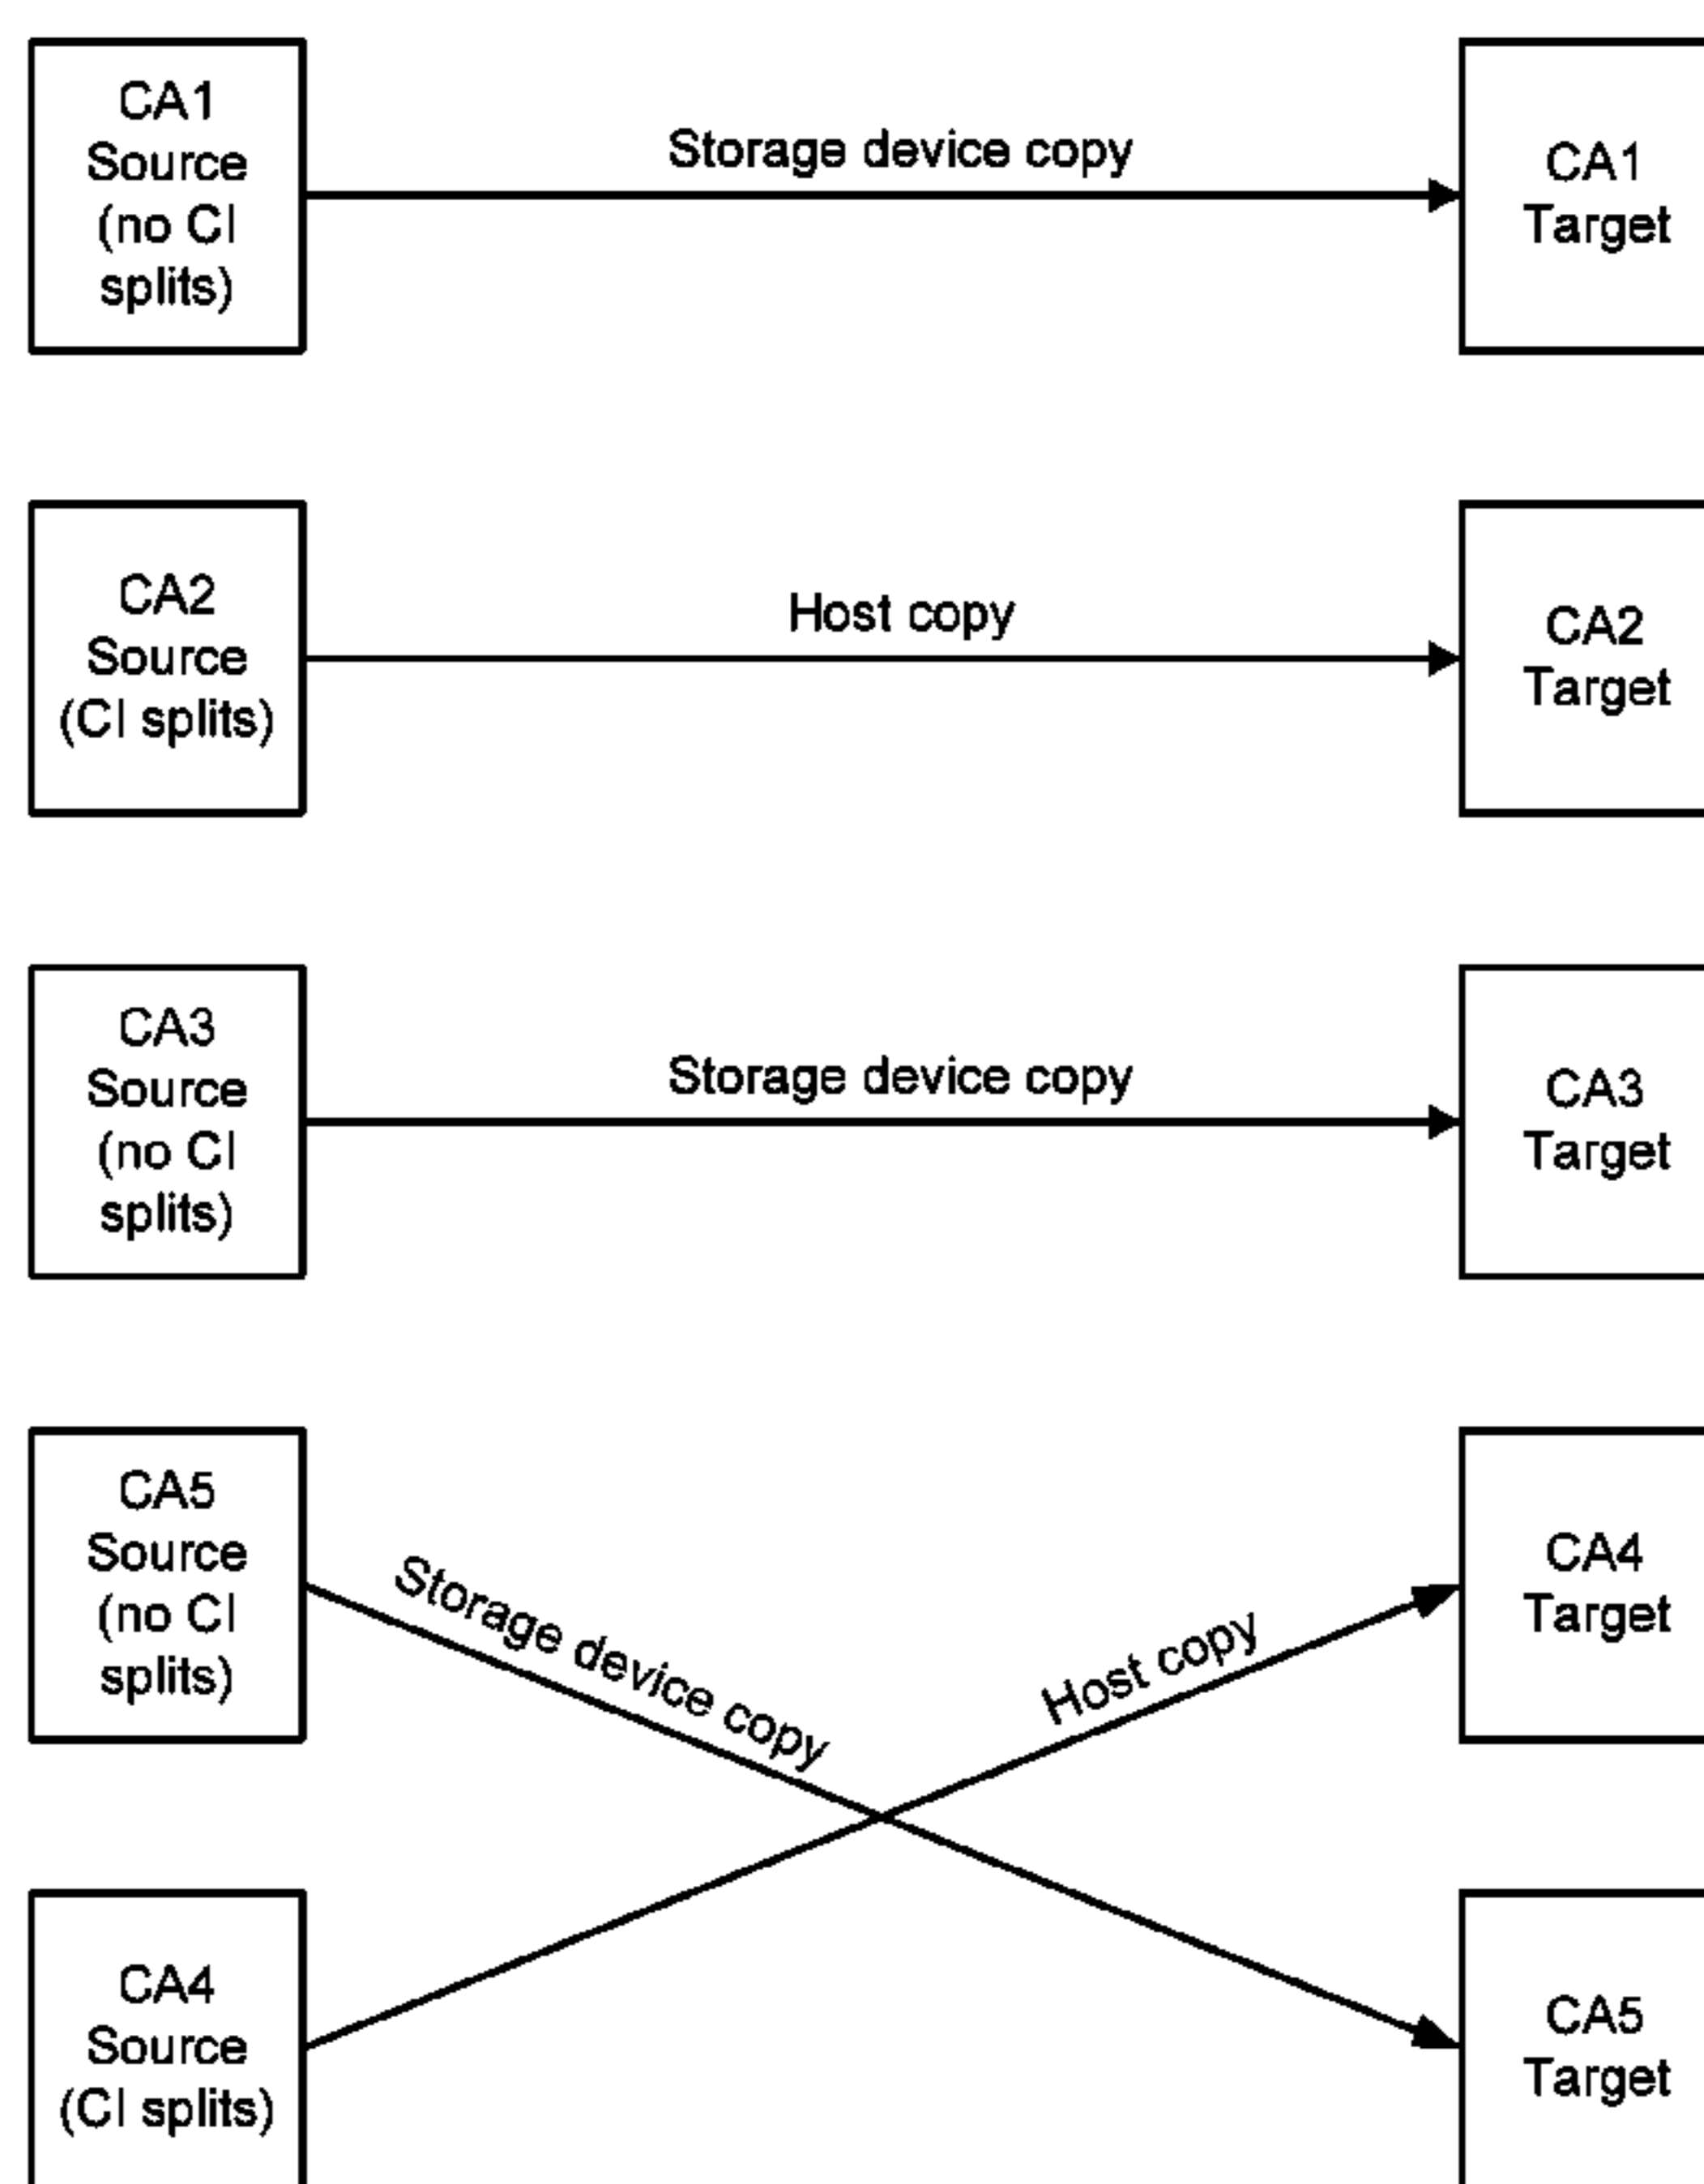 CA1
Source
(no CI
splits)
Storage device copy
CA1
Target
CA2
Source
(CI splits)
Host copy
CA2
Target
CA3
Source
(no CI
splits)
Storage device copy
CA3
Target
CA5
Source
(no CI
splits)
Storage device copy
Host copy
CA4
Target
CA4
Source
(CI splits)
CA5
Target